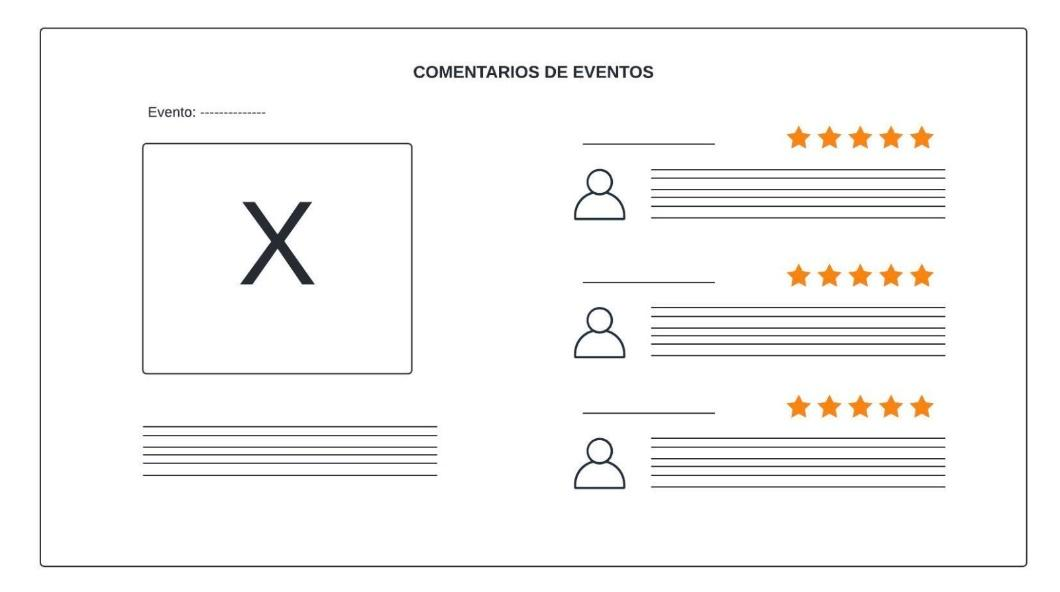 COMENTARIOS DE EVENTOS
Evento: --------------
X